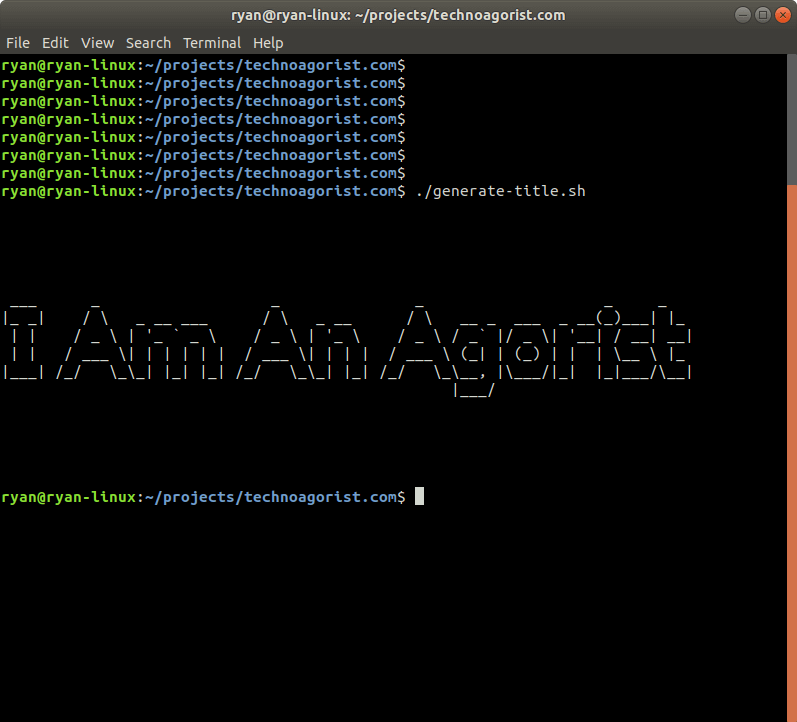 ryan@ryan-linux: ~/projects/technoagorist.com
File Edit View Search Terminal Help
ryan@ryan-linux:~/projects/technoagorist.com$
ryan@ryan-linux:~/projects/technoagorist.com$
ryan@ryan-linux:~/projects/technoagorist.com$
ryan@ryan-linux:~/projects/technoagorist.com$
ryan@ryan-linux:~/projects/technoagorist.com$
ryan@ryan-linux:~/projects/technoagorist.com$
ryan@ryan-linux:~/projects/technoagorist.com$
ryan@ryan-linux:~/projects/technoagorist.com$ ./generate-title.sh
I Am An Agorist
ryan@ryan-linux:~/projects/technoagorist.com$